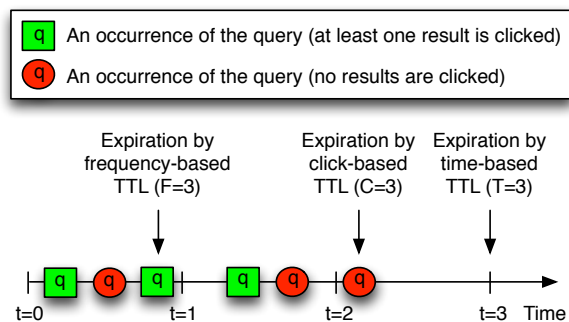 q An occurrence of the query (at least one result is clicked)
q An occurrence of the query (no results are clicked)
Expiration by
frequency-based
TTL (F=3)
Expiration by
click-based
TTL (C=3)
Expiration by
time-based
TTL (T=3)
q q q q q q
t=0 t=1 t=2 t=3 Time